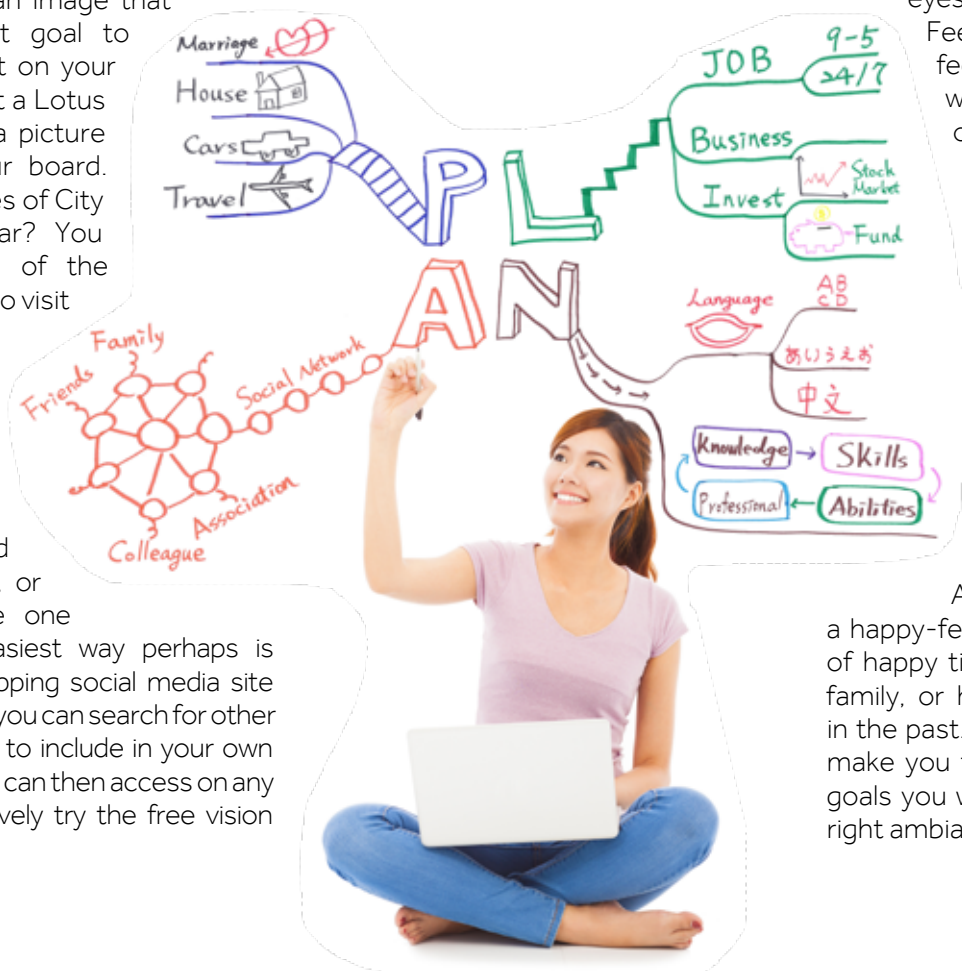 an image that
t goal to
t on your
t a Lotus
a picture
ur board.
es of City
ar? You
of the
o visit
Marriage
House
Cars
Travel
PL
JOB
9-5
24/7
Business
Invest
Stock
Market
Fund
eyes
Fee
fee
w
c
AN
Family
Friends
Social Network
Association
Colleague
Language
AB
CD
あいうえお
中文
Knowledge
Skills
Professional
Abilities
d
or
e one
asiest way perhaps is
pping social media site
you can search for other
to include in your own
can then access on any
vely try the free vision
A
a happy-fe
of happy ti
family, or h
in the past.
make you
goals you w
right ambia